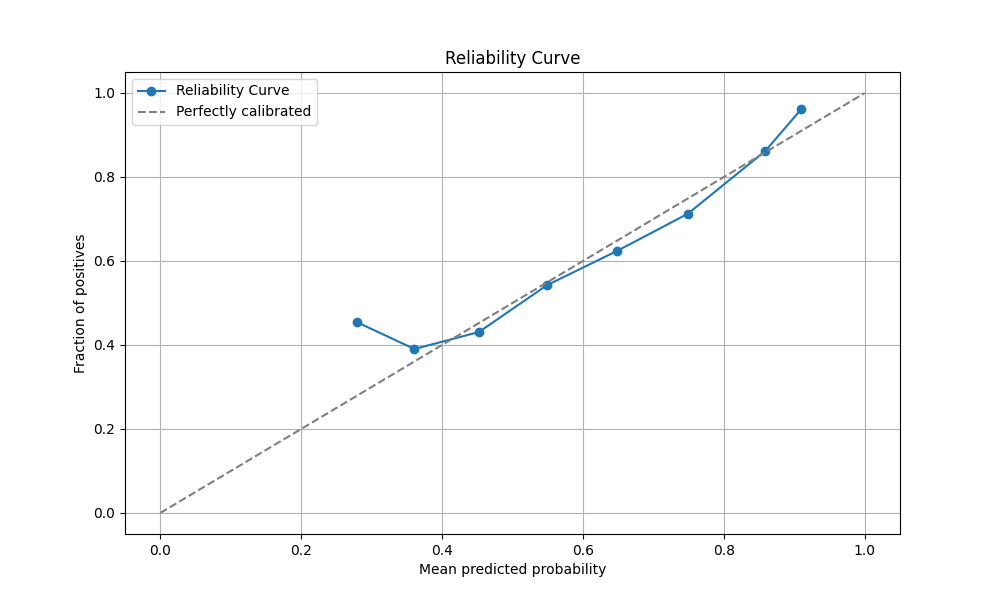 Reliability Curve
Reliability Curve
Perfectly calibrated
1.0
0.8
0.6
0.4
0.2
0.0
Fraction of positives
0.0 0.2 0.4 0.6 0.8 1.0
Mean predicted probability